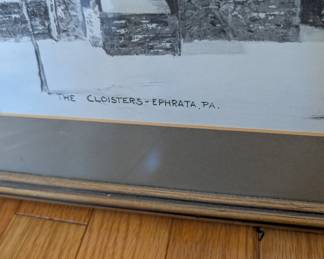 THE CLOISTERS-EPHRATA, PA.